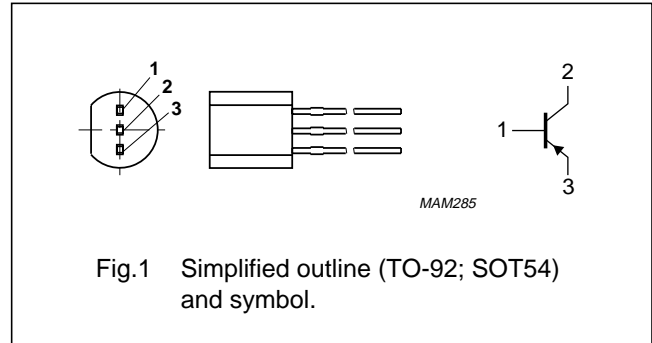 1
2
3
2
1
3
MAM285
Fig.1 Simplified outline (TO-92; SOT54)
and symbol.